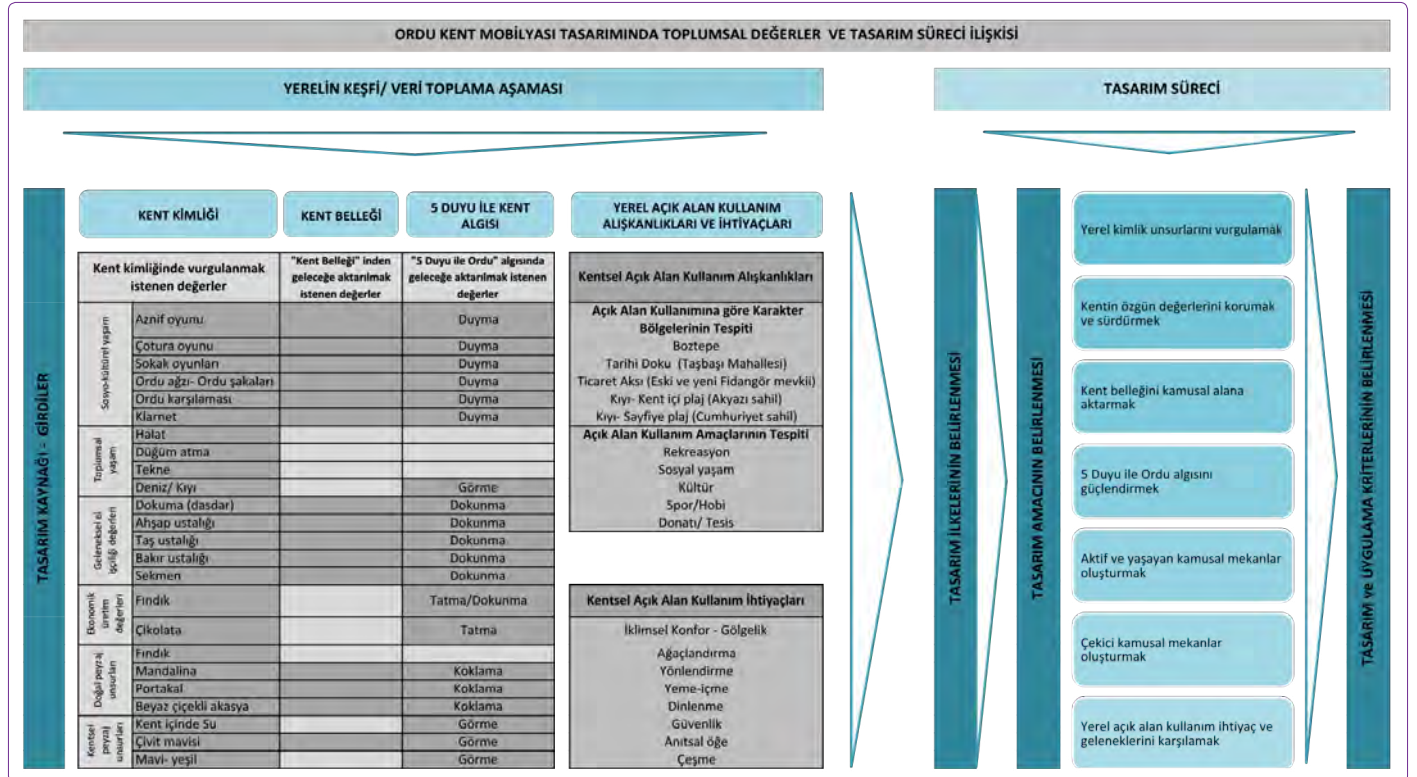 ORDU KENT MOBİLYASI TASARIMINDA TOPLUMSAL DEĞERLER VE TASARIM SÜRECİ İLİŞKİSİ
YERELİN KEŞFİ/ VERİ TOPLAMA AŞAMASI
TASARIM SÜRECİ
TASARIM KAYNAĞI - GİRDİLER
KENT KİMLİĞİ
KENT BELLEĞİ
5 DUYU İLE KENT
ALGISI
YEREL AÇIK ALAN KULLANIM
ALIŞKANLIKLARI VE İHTİYAÇLARI
Kent kimliğinde vurgulanmak
istenen değerler
"Kent Belleği" inden
geleceğe aktarılmak
istenen değerler
"5 Duyu ile Ordu" algısında
geleceğe aktarılmak istenen
değerler
Sosyo-kültürel yaşam
Aznif oyunu Duyma
Çotura oyunu Duyma
Sokak oyunları Duyma
Ordu ağzı- Ordu şakaları Duyma
Ordu karşılaması Duyma
Klarnet Duyma
Toplumsal
yaşam
Halat
Düğüm atma
Tekne
Deniz/ Kıyı Görme
Geleneksel el
işçiliği değerleri
Dokuma (dasdar) Dokunma
Ahşap ustalığı Dokunma
Taş ustalığı Dokunma
Bakır ustalığı Dokunma
Sekmen Dokunma
Ekonomik
üretim
değerleri
Fındık Tatma/Dokunma
Çikolata Tatma
Doğal peyzaj
unsurları
Fındık
Mandalina Koklama
Portakal Koklama
Beyaz çiçekli akasya Koklama
Kentsel
peyzaj
unsurları
Kent içinde Su Görme
Çivit mavisi Görme
Mavi- yeşil Görme
Kentsel Açık Alan Kullanım Alışkanlıkları
Açık Alan Kullanımına göre Karakter
Bölgelerinin Tespiti
Boztepe
Tarihi Doku (Taşbaşı Mahallesi)
Ticaret Aksı (Eski ve yeni Fidangör mevkii)
Kıyı- Kent içi plaj (Akyazı sahil)
Kıyı- Sayfiye plaj (Cumhuriyet sahil)
Açık Alan Kullanım Amaçlarının Tespiti
Rekreasyon
Sosyal yaşam
Kültür
Spor/Hobi
Donatı/ Tesis
Kentsel Açık Alan Kullanım İhtiyaçları
İklimsel Konfor - Gölgelik
Ağaçlandırma
Yönlendirme
Yeme-içme
Dinlenme
Güvenlik
Anıtsal öğe
Çeşme
TASARIM İLKELERİNİN BELİRLENMESİ
TASARIM AMACININ BELİRLENMESİ
Yerel kimlik unsurlarını vurgulamak
Kentin özgün değerlerini korumak
ve sürdürmek
Kent belleğini kamusal alana
aktarmak
5 Duyu ile Ordu algısını
güçlendirmek
Aktif ve yaşayan kamusal mekanlar
oluşturmak
Çekici kamusal mekanlar
oluşturmak
Yerel açık alan kullanım ihtiyaç ve
geleneklerini karşılamak
TASARIM ve UYGULAMA KRİTERLERİNİN BELİRLENMESİ